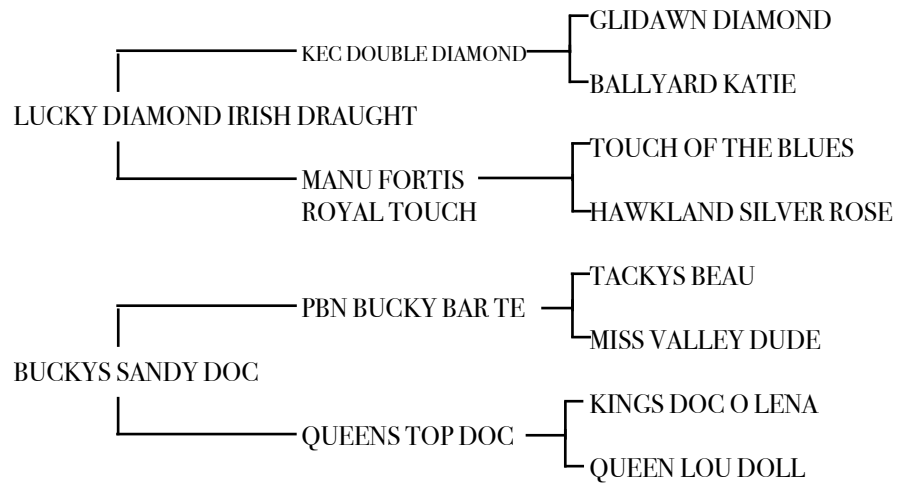 GLIDAWN DIAMOND
KEC DOUBLE DIAMOND
BALLYARD KATIE
LUCKY DIAMOND IRISH DRAUGHT
TOUCH OF THE BLUES
MANU FORTIS
ROYAL TOUCH
HAWKLAND SILVER ROSE
TACKYS BEAU
PBN BUCKY BAR TE
MISS VALLEY DUDE
BUCKYS SANDY DOC
KINGS DOC O LENA
QUEENS TOP DOC
QUEEN LOU DOLL